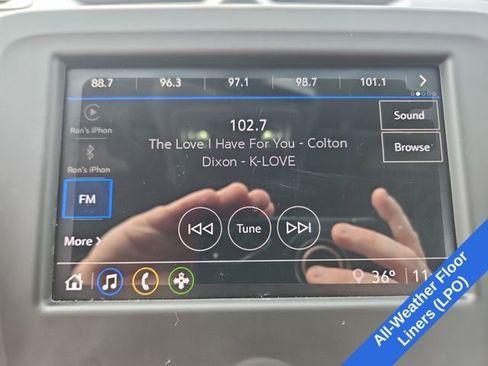 88.7 96.3 97.1 98.7 101.1
Sound
102.7
Ron's iPhon
The Love I Have For You - Colton
Dixon - K-LOVE
Browse
Ron's iPhon
FM
Tune
More
36°
All-Weather Floor
Liners (LPO)